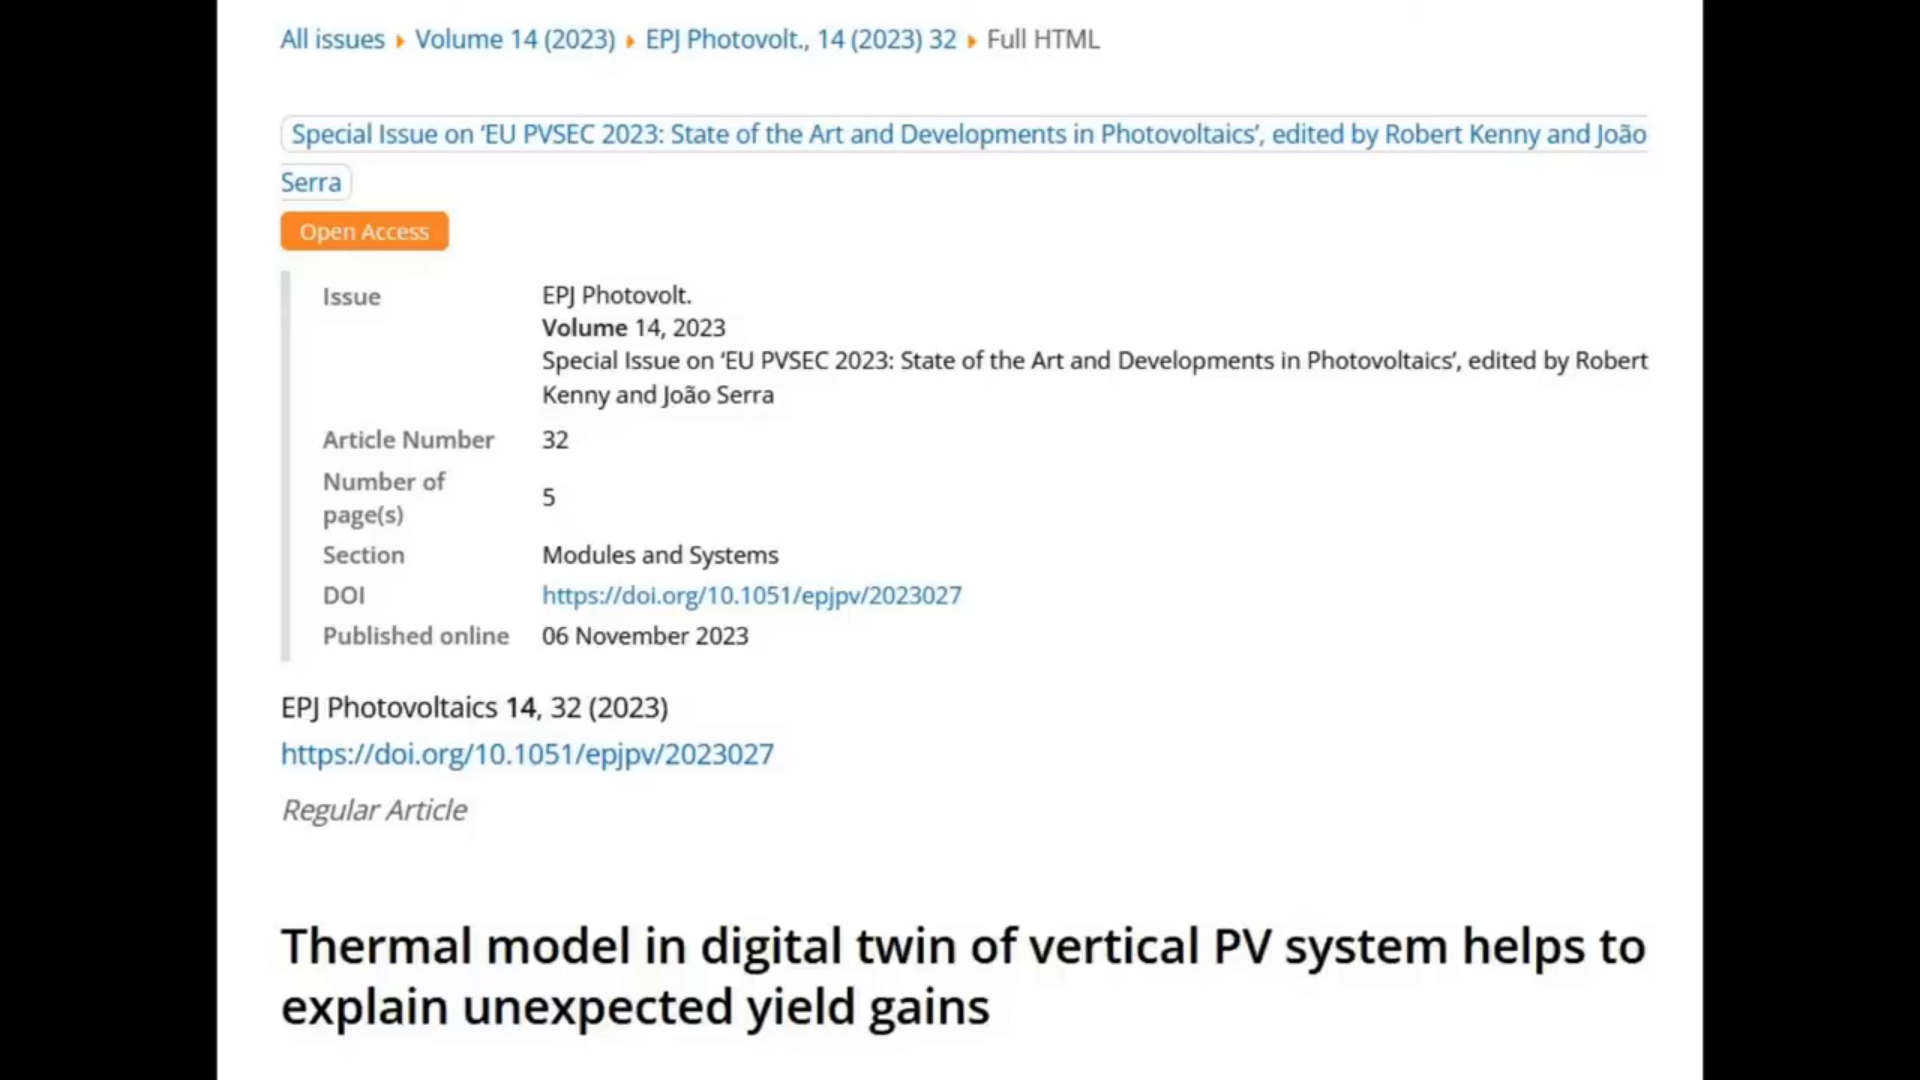 All issues ▸ Volume 14 (2023) ▸ EPJ Photovolt., 14 (2023) 32 ▸ Full HTML
Special Issue on ‘EU PVSEC 2023: State of the Art and Developments in Photovoltaics’, edited by Robert Kenny and João
Serra
Open Access
Issue EPJ Photovolt.
Volume 14, 2023
Special Issue on ‘EU PVSEC 2023: State of the Art and Developments in Photovoltaics’, edited by Robert
Kenny and João Serra
Article Number 32
Number of
page(s) 5
Section Modules and Systems
DOI https://doi.org/10.1051/epjpv/2023027
Published online 06 November 2023
EPJ Photovoltaics 14, 32 (2023)
https://doi.org/10.1051/epjpv/2023027
Regular Article
Thermal model in digital twin of vertical PV system helps to
explain unexpected yield gains